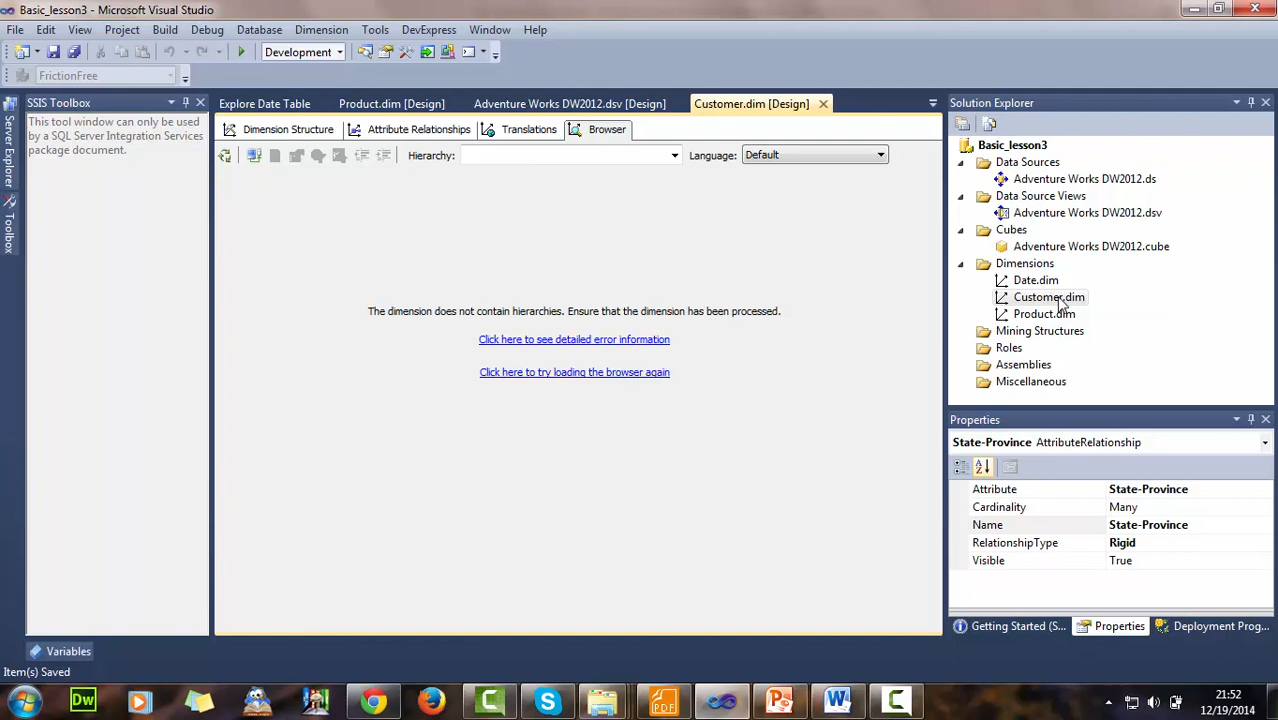 Basic_lesson3 - Microsoft Visual Studio
File Edit View Project Build Debug Database Dimension Tools DevExpress Window Help
Development
FrictionFree
Server Explorer
Toolbox
SSIS Toolbox
This tool window can only be used
by a SQL Server Integration Services
package document.
Explore Date Table Product.dim [Design] Adventure Works DW2012.dsv [Design] Customer.dim [Design]
Dimension Structure Attribute Relationships Translations Browser
Hierarchy: Language: Default
The dimension does not contain hierarchies. Ensure that the dimension has been processed.
Click here to see detailed error information
Click here to try loading the browser again
Solution Explorer
Basic_lesson3
Data Sources
Adventure Works DW2012.ds
Data Source Views
Adventure Works DW2012.dsv
Cubes
Adventure Works DW2012.cube
Dimensions
Date.dim
Customer.dim
Product.dim
Mining Structures
Roles
Assemblies
Miscellaneous
Properties
State-Province AttributeRelationship
Attribute State-Province
Cardinality Many
Name State-Province
RelationshipType Rigid
Visible True
Getting Started (S... Properties Deployment Prog...
Variables
Item(s) Saved
Dw
PDF
21:52
12/19/2014